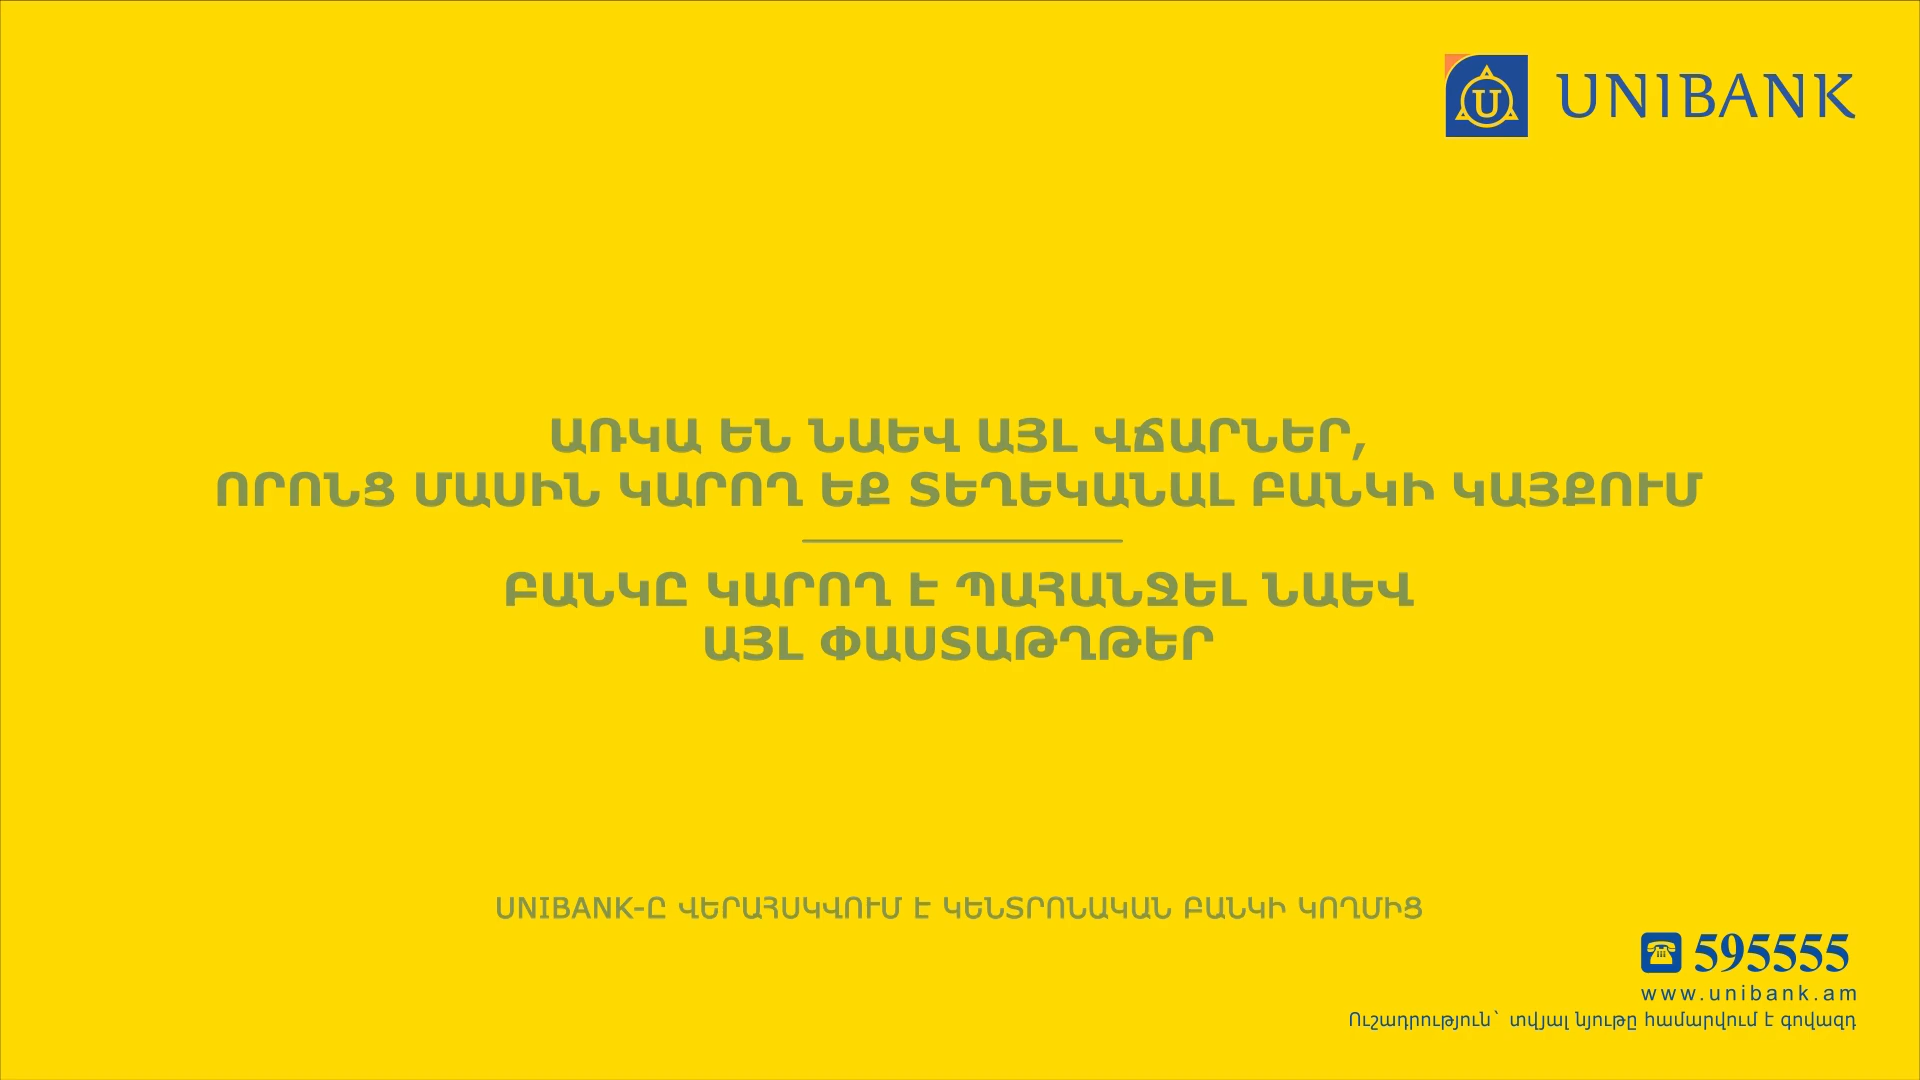 UNIBANK
ԱՌԿԱ ԵՆ ՆԱԵՎ ԱՅԼ ՎՃԱՐՆԵՐ,
ՈՐՈՆՑ ՄԱՍԻՆ ԿԱՐՈՂ ԵՔ ՏԵՂԵԿԱՆԱԼ ԲԱՆԿԻ ԿԱՅՔՈՒՄ
ԲԱՆԿԸ ԿԱՐՈՂ Է ՊԱՀԱՆՋԵԼ ՆԱԵՎ
ԱՅԼ ՓԱՍՏԱԹՂԹԵՐ
UNIBANK-Ը ՎԵՐԱՀՍԿՎՈՒՄ Է ԿԵՆՏՐՈՆԱԿԱՆ ԲԱՆԿԻ ԿՈՂՄԻՑ
595555
www.unibank.am
Ուշադրություն` տվյալ նյութը համարվում է գովազդ